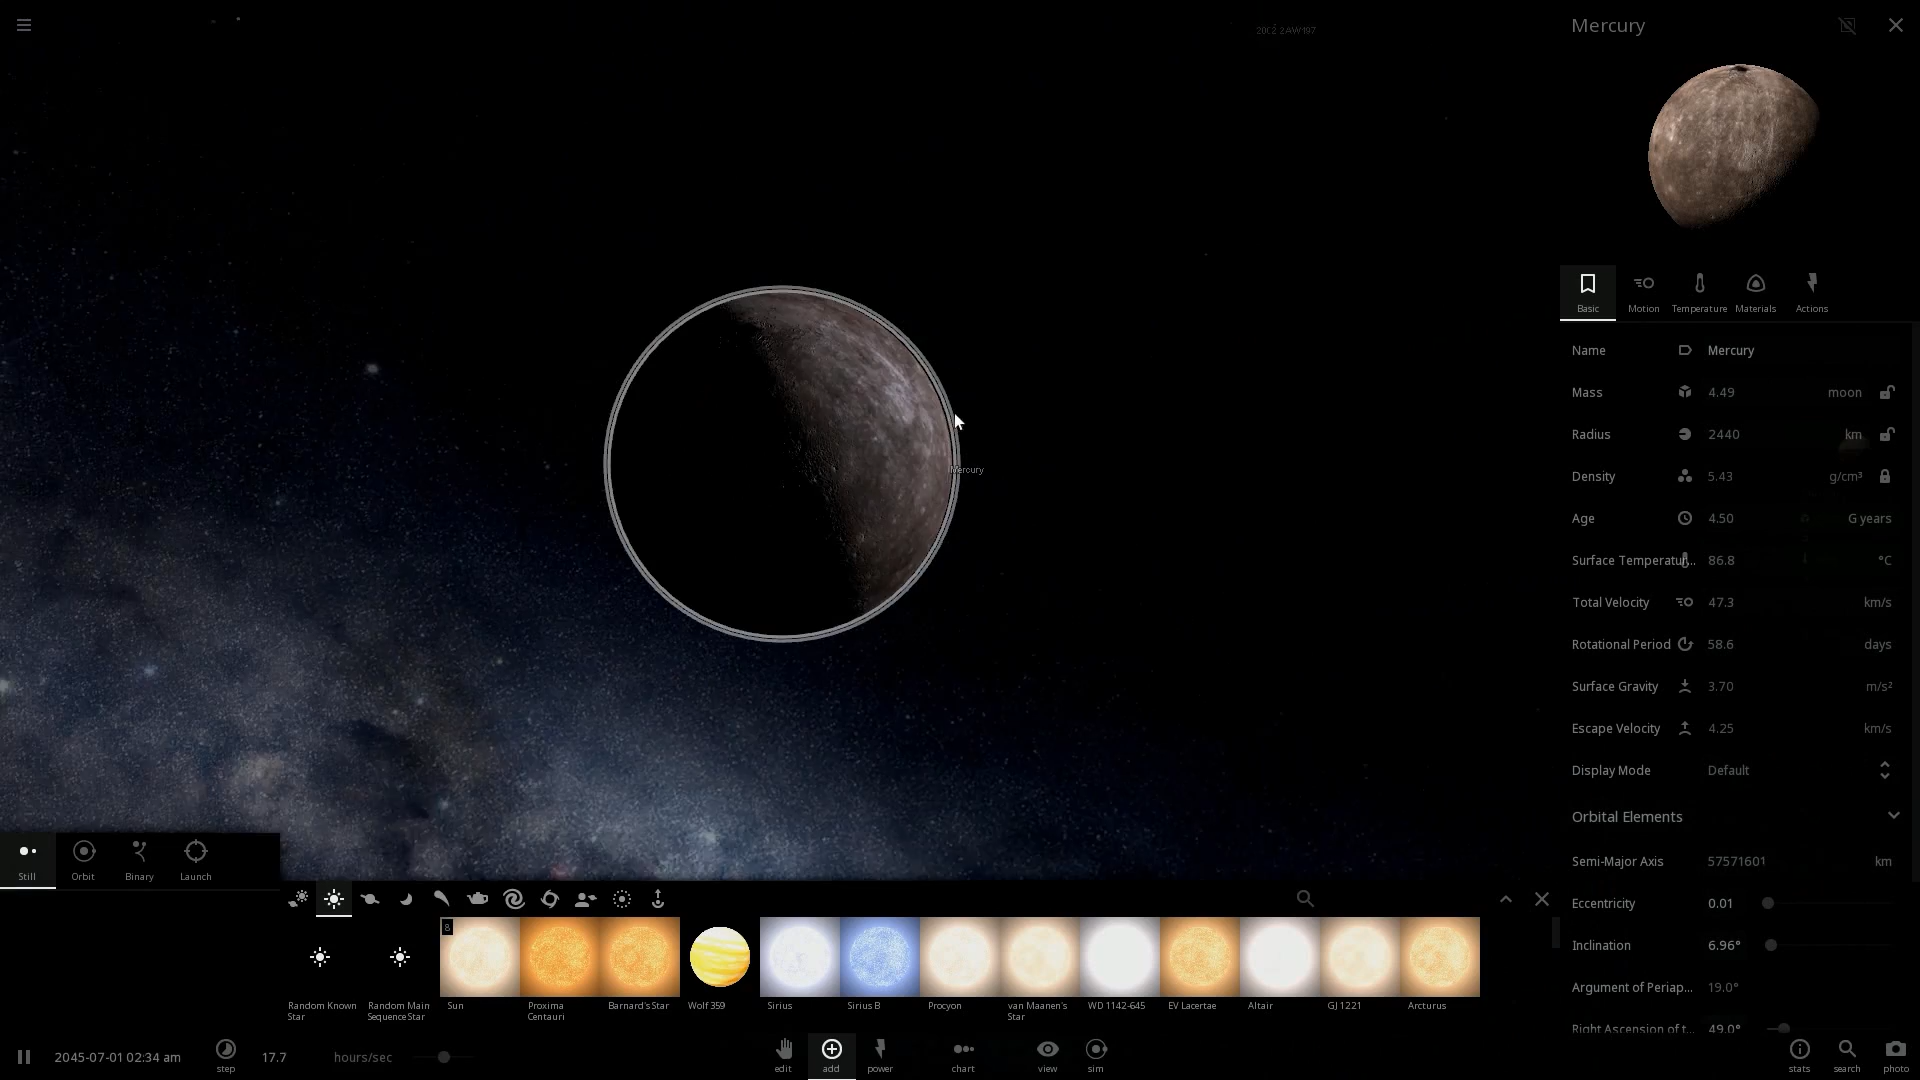 2002 AW197
Mercury
Basic
Motion
Temperature
Materials
Actions
Name Mercury
Mass 4.49 moon
Radius 2440 km
Density 5.43 g/cm³
Age 4.50 G years
Surface Temperatur... 86.8 °C
Total Velocity 47.3 km/s
Rotational Period 58.6 days
Surface Gravity 3.70 m/s²
Escape Velocity 4.25 km/s
Display Mode Default
Orbital Elements
Semi-Major Axis 57571601 km
Eccentricity 0.01
Inclination 6.96°
Argument of Periap... 19.0°
Right Ascension of t... 49.0°
Mercury
Still
Orbit
Binary
Launch
8
Random Known
Star
Random Main
Sequence Star
Sun
Proxima
Centauri
Barnard's Star
Wolf 359
Sirius
Sirius B
Procyon
van Maanen's
Star
WD 1142-645
EV Lacertae
Altair
GJ 1221
Arcturus
2045-07-01 02:34 am
step
17.7 hours/sec
edit
add
power
chart
view
sim
stats
search
photo